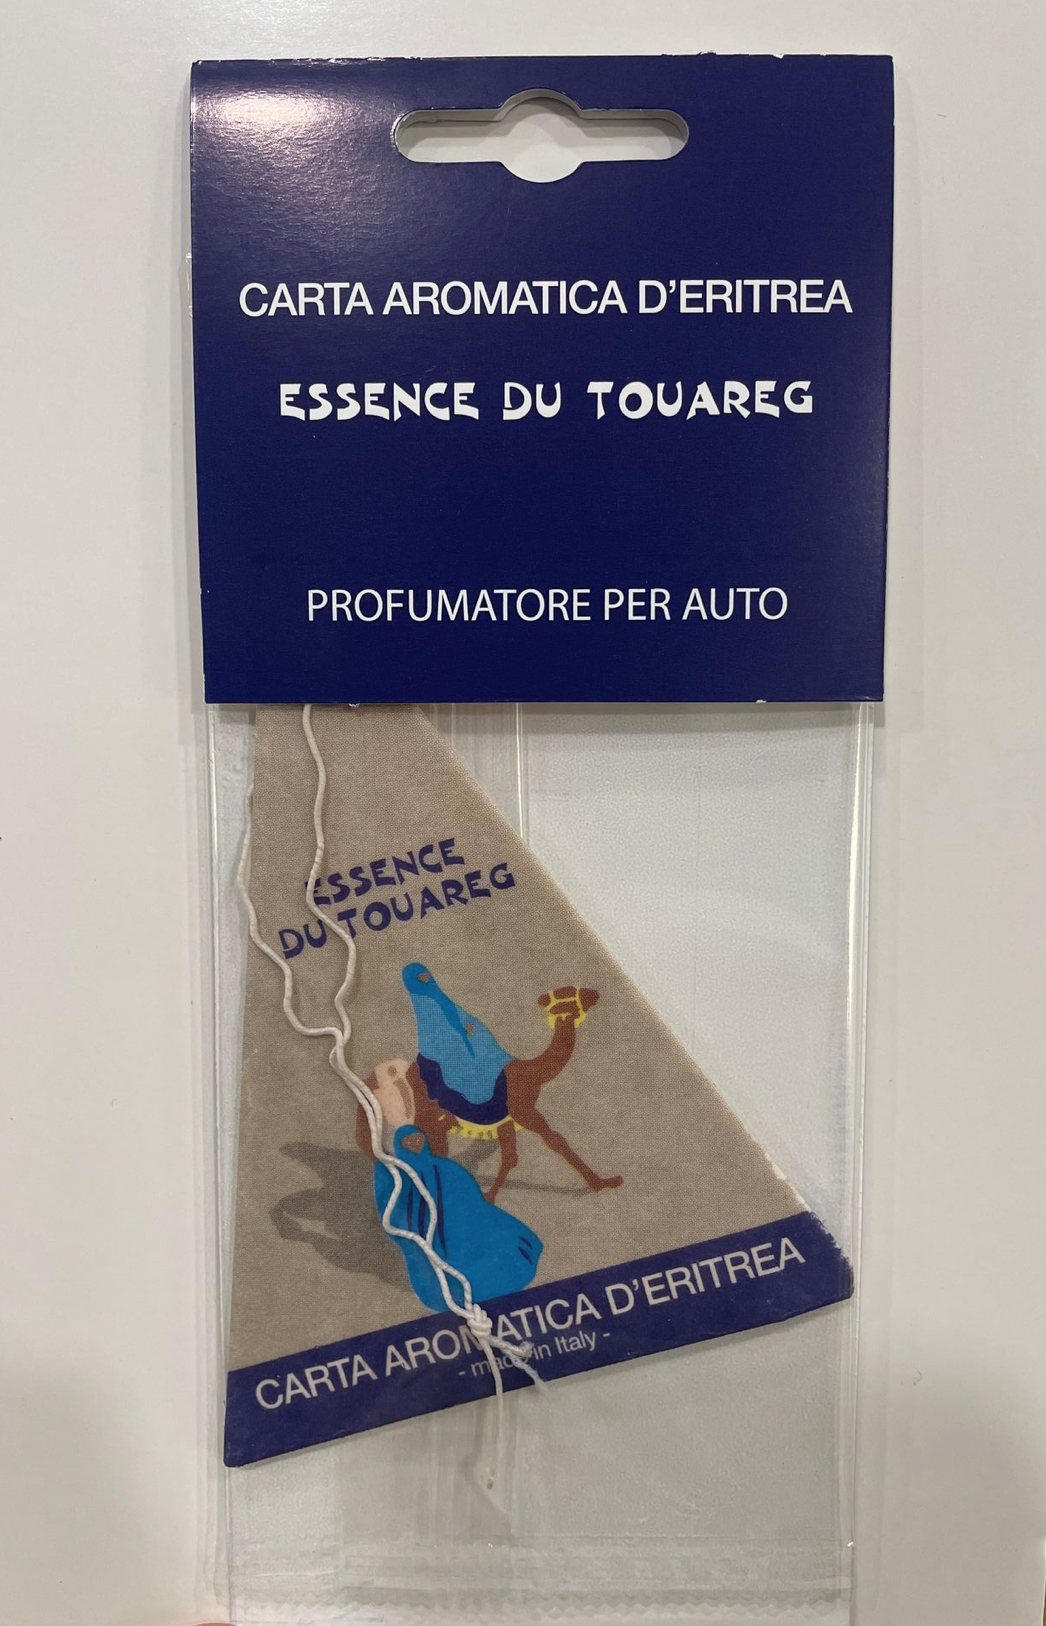 CARTA AROMATICA D'ERITREA
ESSENCE DU TOUAREG
PROFUMATORE PER AUTO
ESSENCE
DU TOUAREG
CARTA AROMATICA D'ERITREA
- made in Italy -